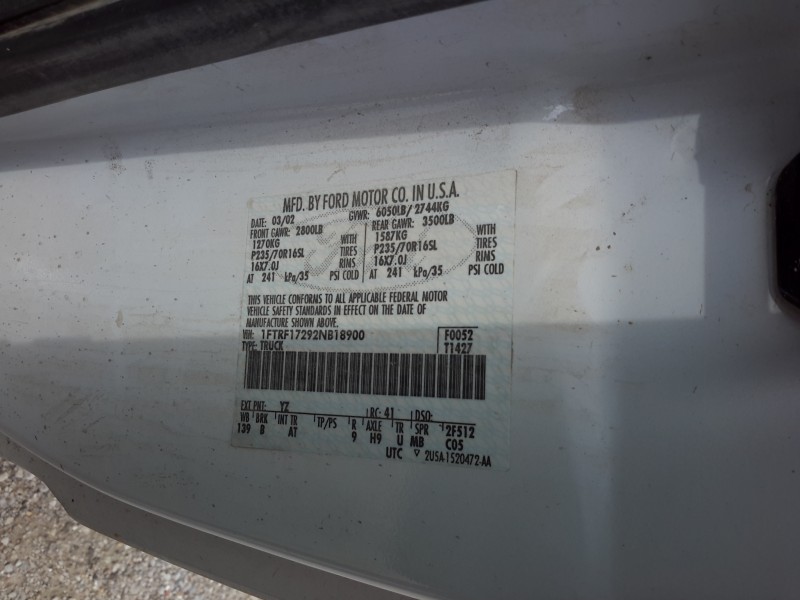 MFD. BY FORD MOTOR CO. IN U.S.A.
DATE: 03/02 GVWR: 6050LB/ 2744KG
FRONT GAWR: 2800LB REAR GAWR: 3500LB
1270KG WITH 1587KG WITH
P235/70R16SL TIRES P235/70R16SL TIRES
16X7.0J RIMS 16X7.0J RIMS
AT 241 kPa/35 PSI COLD AT 241 kPa/35 PSI COLD
THIS VEHICLE CONFORMS TO ALL APPLICABLE FEDERAL MOTOR
VEHICLE SAFETY STANDARDS IN EFFECT ON THE DATE OF
MANUFACTURE SHOWN ABOVE.
VIN: 1FTRF17292NB18900 F0052
TYPE: TRUCK T1427
EXT PNT: YZ RC: 41 DSO:
WB BRK INT TR TP/PS R AXLE TR SPR 2F512
139 B AT 9 H9 U MB C05
UTC 2U5A-1520472-AA